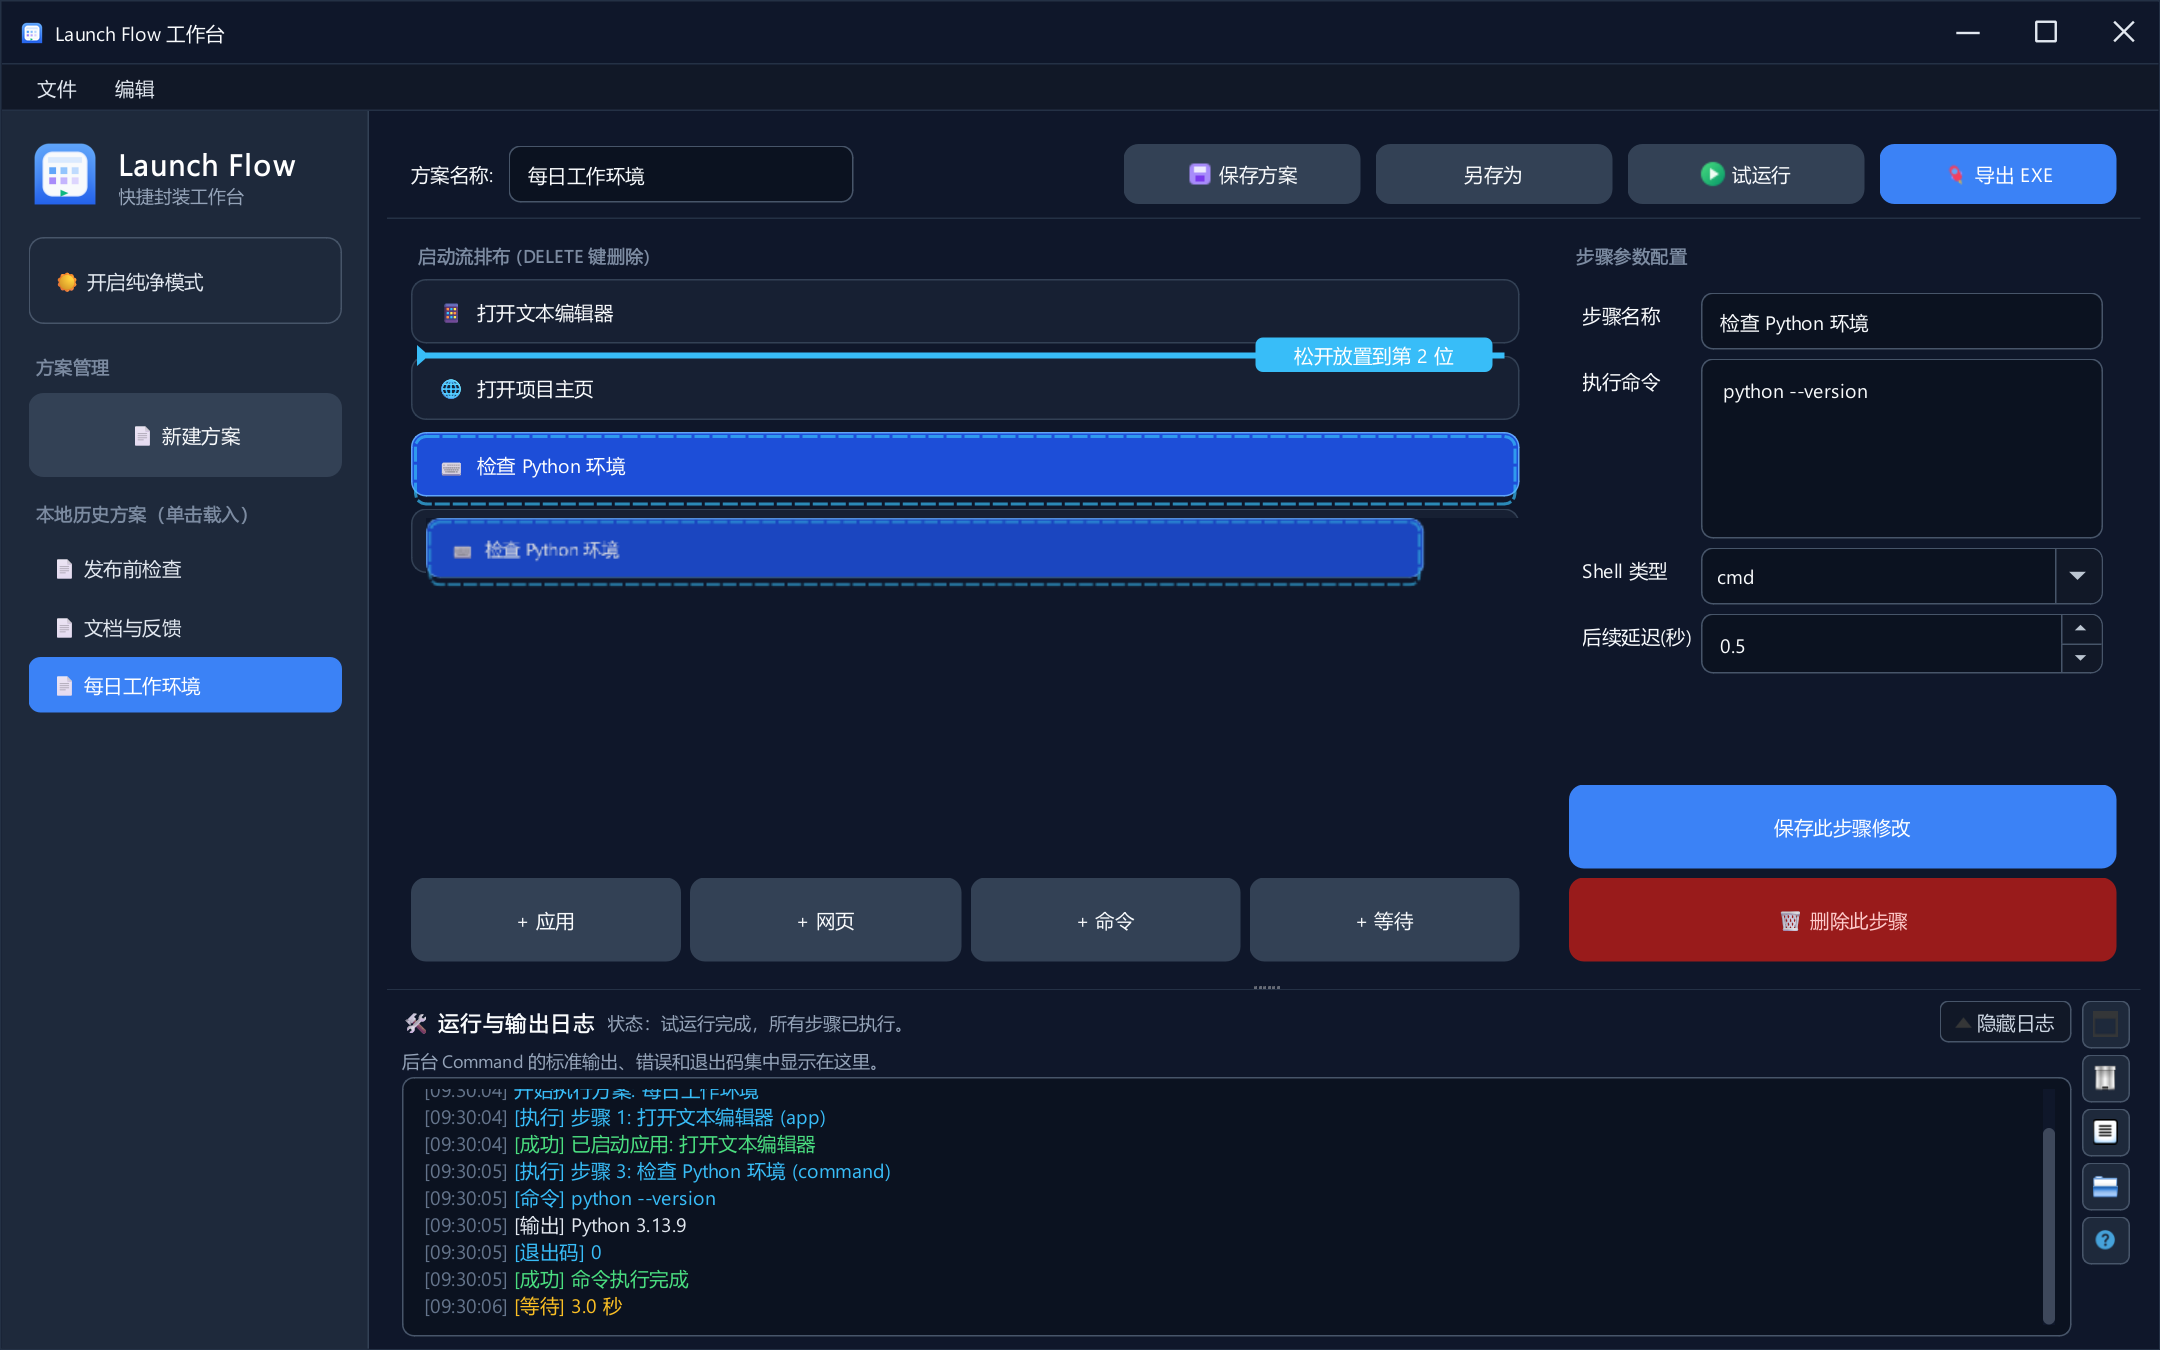 Launch Flow 工作台
文件 编辑
Launch Flow
快捷封装工作台
开启纯净模式
方案管理
新建方案
本地历史方案（单击载入）
发布前检查
文档与反馈
每日工作环境
方案名称: 每日工作环境
保存方案 另存为 试运行 导出 EXE
启动流排布 (DELETE 键删除)
打开文本编辑器
松开放置到第 2 位
打开项目主页
检查 Python 环境
检查 Python 环境
+ 应用 + 网页 + 命令 + 等待
步骤参数配置
步骤名称 检查 Python 环境
执行命令 python --version
Shell 类型 cmd
后续延迟(秒) 0.5
保存此步骤修改
删除此步骤
运行与输出日志 状态：试运行完成，所有步骤已执行。
隐藏日志
后台 Command 的标准输出、错误和退出码集中显示在这里。
[09:30:04] 开始执行方案: 每日工作环境
[09:30:04] [执行] 步骤 1: 打开文本编辑器 (app)
[09:30:04] [成功] 已启动应用: 打开文本编辑器
[09:30:05] [执行] 步骤 3: 检查 Python 环境 (command)
[09:30:05] [命令] python --version
[09:30:05] [输出] Python 3.13.9
[09:30:05] [退出码] 0
[09:30:05] [成功] 命令执行完成
[09:30:06] [等待] 3.0 秒